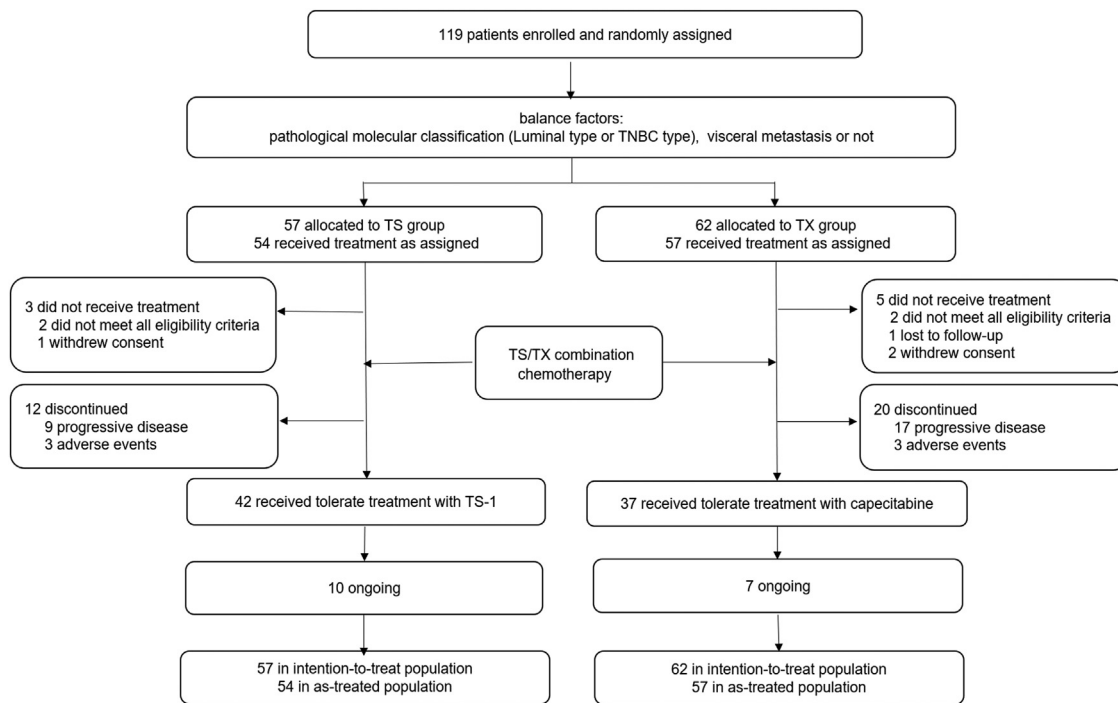 119 patients enrolled and randomly assigned
balance factors:
pathological molecular classification (Luminal type or TNBC type), visceral metastasis or not
57 allocated to TS group
54 received treatment as assigned
62 allocated to TX group
57 received treatment as assigned
3 did not receive treatment
2 did not meet all eligibility criteria
1 withdrew consent
5 did not receive treatment
2 did not meet all eligibility criteria
1 lost to follow-up
2 withdrew consent
TS/TX combination
chemotherapy
12 discontinued
9 progressive disease
3 adverse events
20 discontinued
17 progressive disease
3 adverse events
42 received tolerate treatment with TS-1
37 received tolerate treatment with capecitabine
10 ongoing
7 ongoing
57 in intention-to-treat population
54 in as-treated population
62 in intention-to-treat population
57 in as-treated population